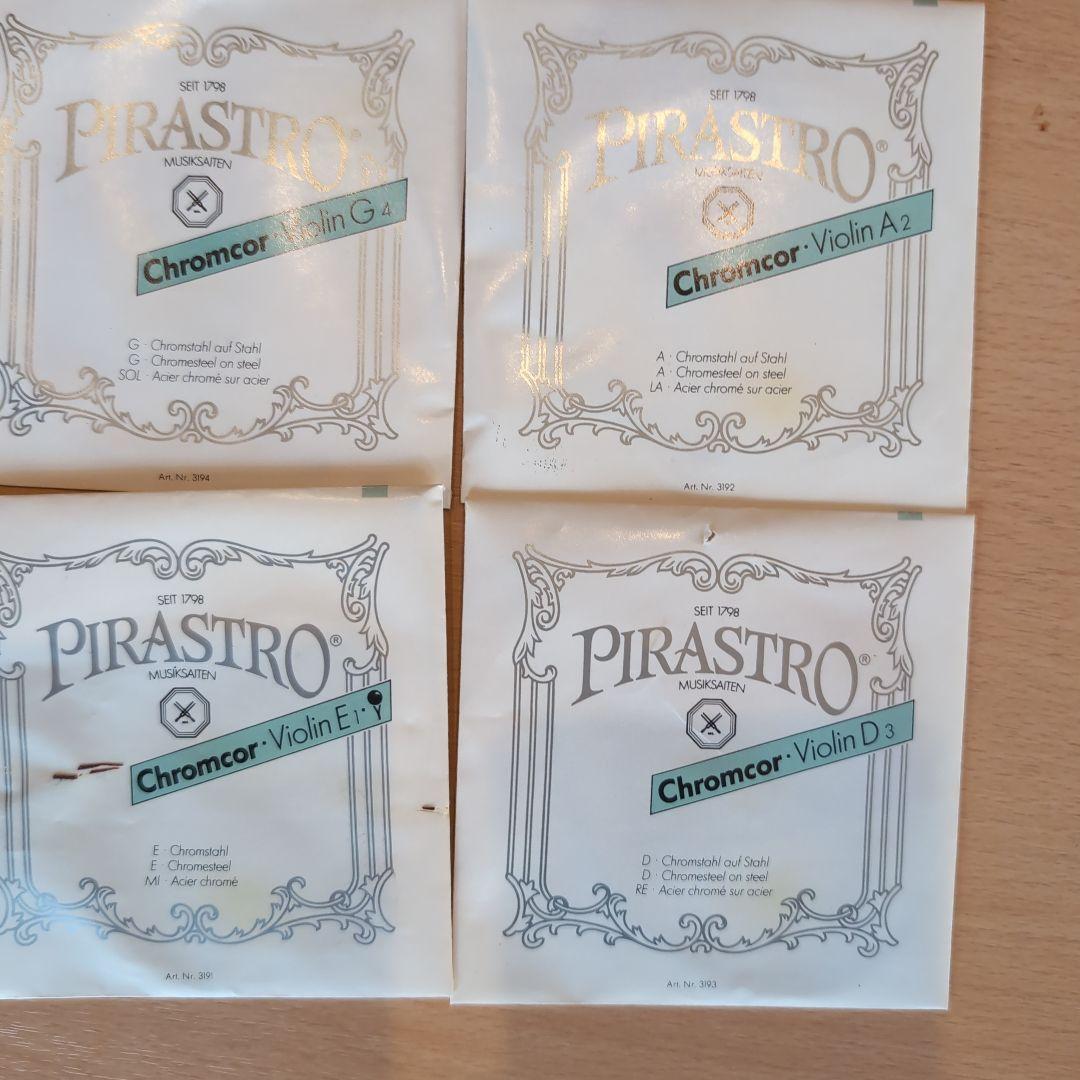 SEIT 1798
PIRASTRO
MUSIKSAITEN
Chromcor · Violin G 4
G · Chromstahl auf Stahl
G · Chromesteel on steel
SOL · Acier chromé sur acier
Art. Nr. 3194
SEIT 1798
PIRASTRO®
MUSIKSAITEN
Chromcor · Violin A 2
A · Chromstahl auf Stahl
A · Chromesteel on steel
LA · Acier chromé sur acier
Art. Nr. 3192
SEIT 1798
PIRASTRO®
MUSIKSAITEN
Chromcor · Violin E 1 ·
E · Chromstahl
E · Chromesteel
MI · Acier chromé
Art. Nr. 3191
SEIT 1798
PIRASTRO®
MUSIKSAITEN
Chromcor · Violin D 3
D · Chromstahl auf Stahl
D · Chromesteel on steel
RE · Acier chromé sur acier
Art. Nr. 3193